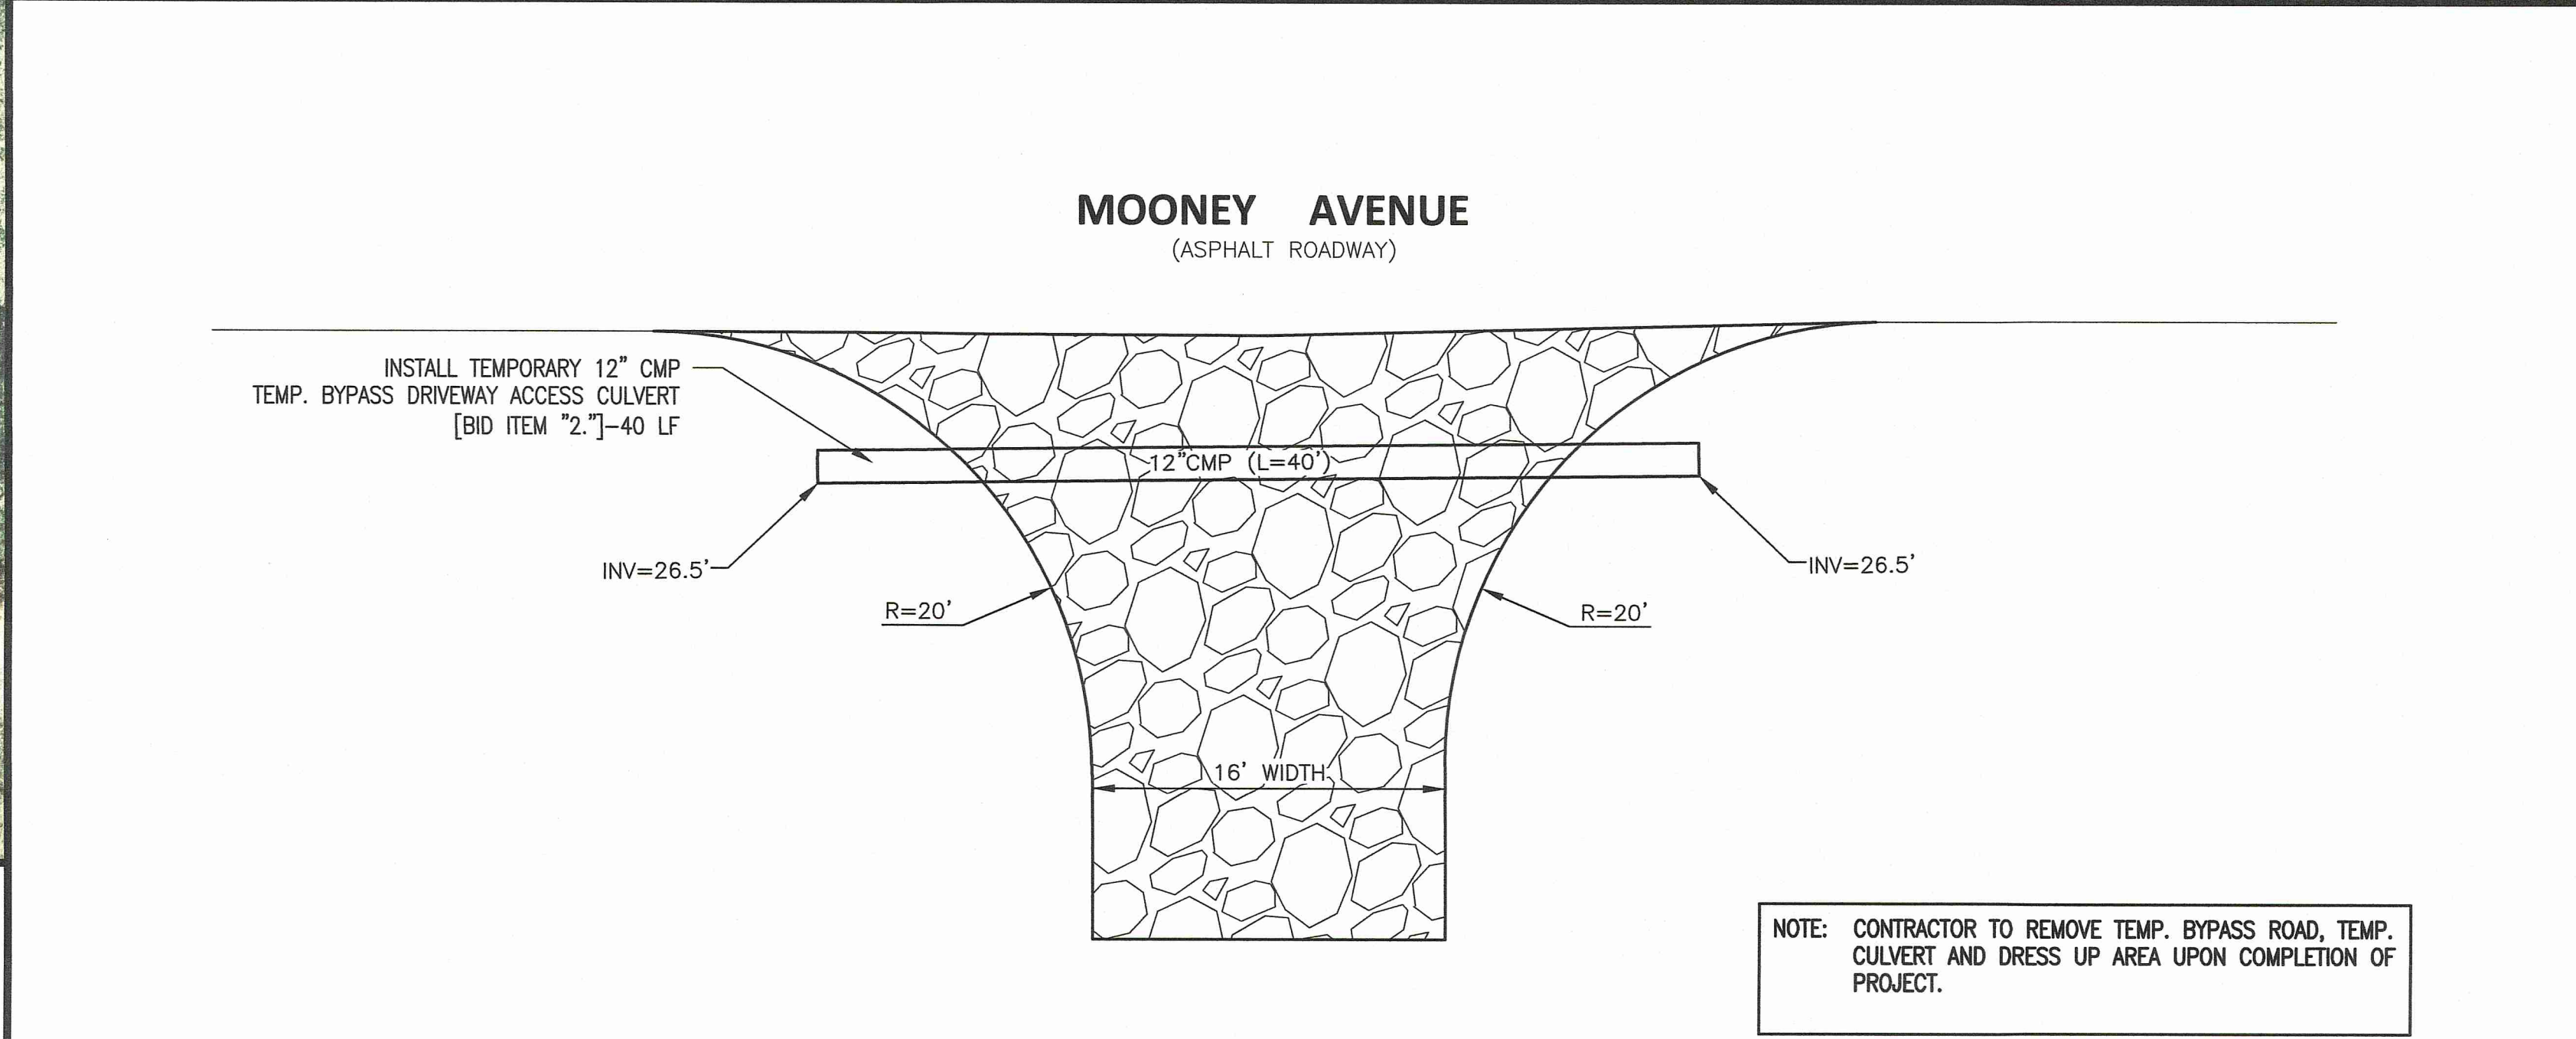 MOONEY AVENUE
(ASPHALT ROADWAY)
INSTALL TEMPORARY 12" CMP
TEMP. BYPASS DRIVEWAY ACCESS CULVERT
[BID ITEM "2."]-40 LF
12"CMP (L=40')
INV=26.5'
INV=26.5'
R=20'
R=20'
16' WIDTH
NOTE: CONTRACTOR TO REMOVE TEMP. BYPASS ROAD, TEMP.
CULVERT AND DRESS UP AREA UPON COMPLETION OF
PROJECT.